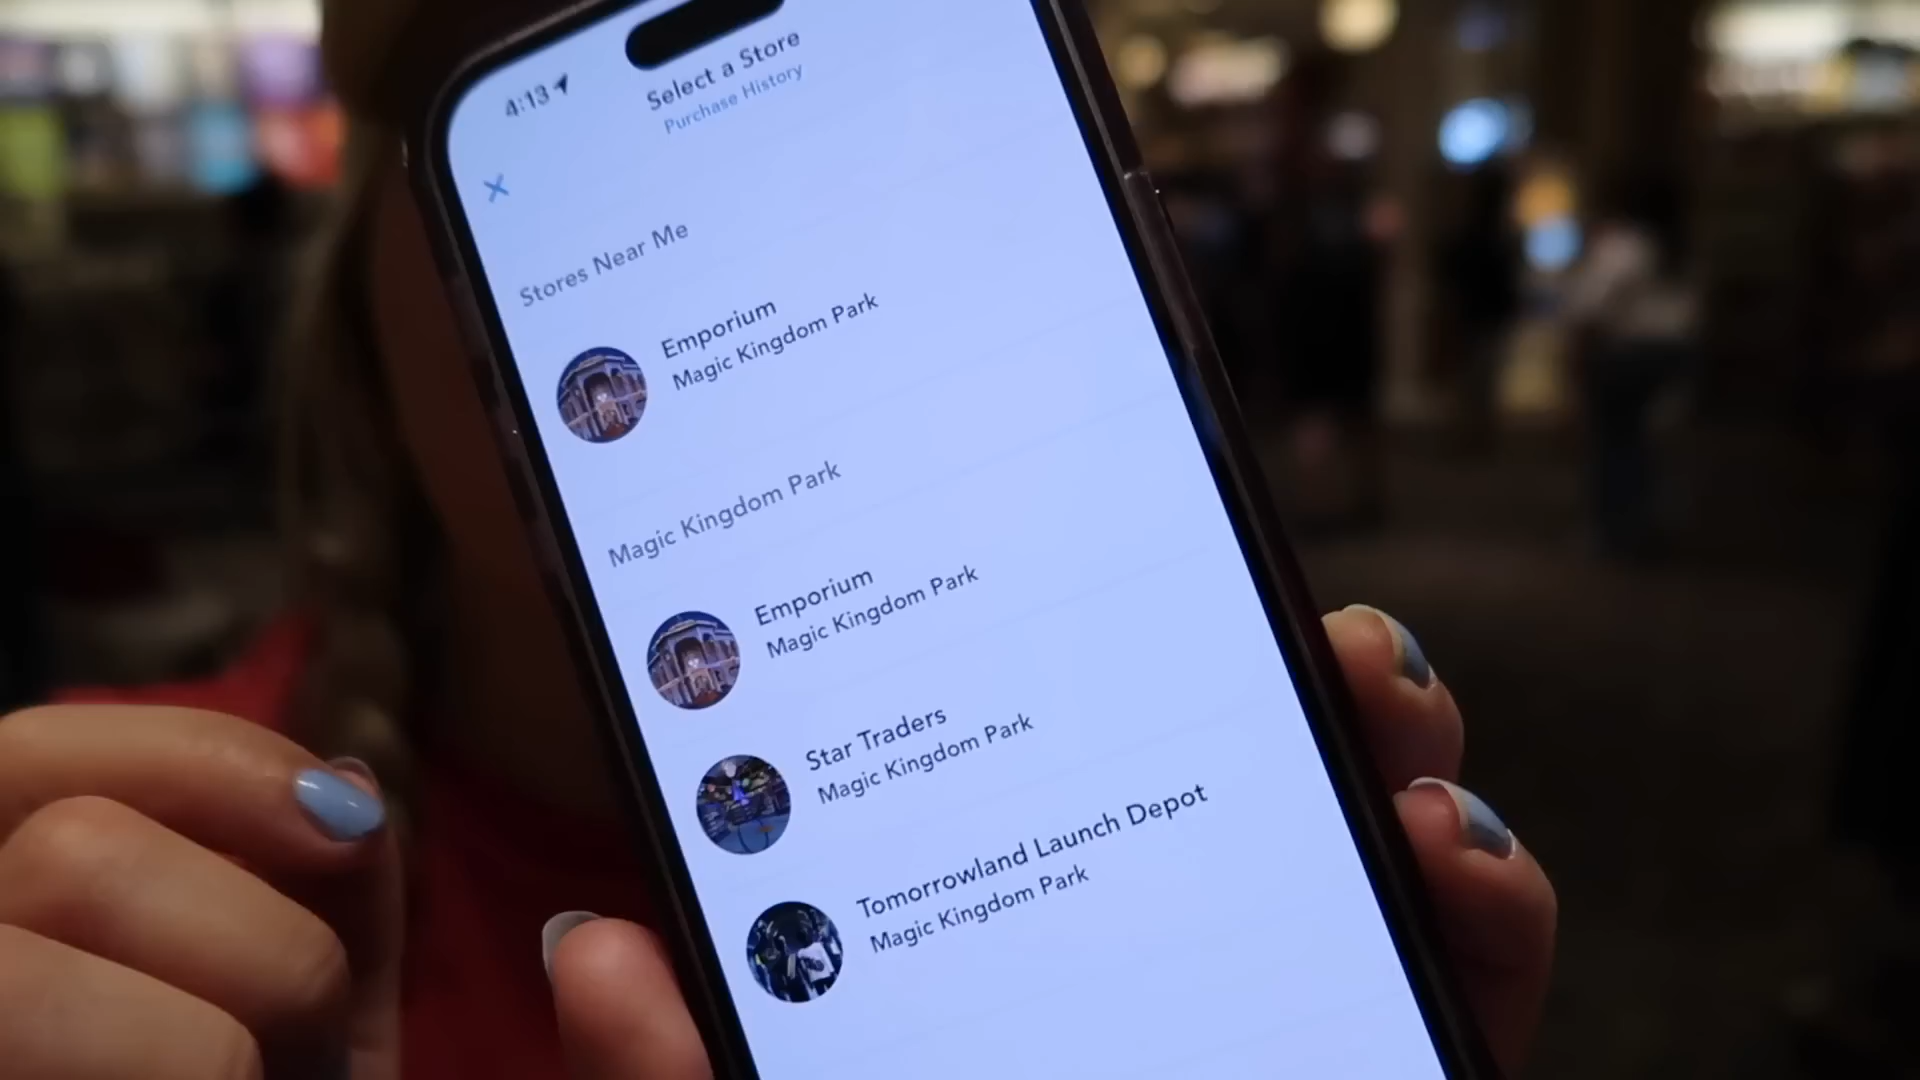 4:13
Select a Store
Purchase History
Stores Near Me
Emporium
Magic Kingdom Park
Magic Kingdom Park
Emporium
Magic Kingdom Park
Star Traders
Magic Kingdom Park
Tomorrowland Launch Depot
Magic Kingdom Park